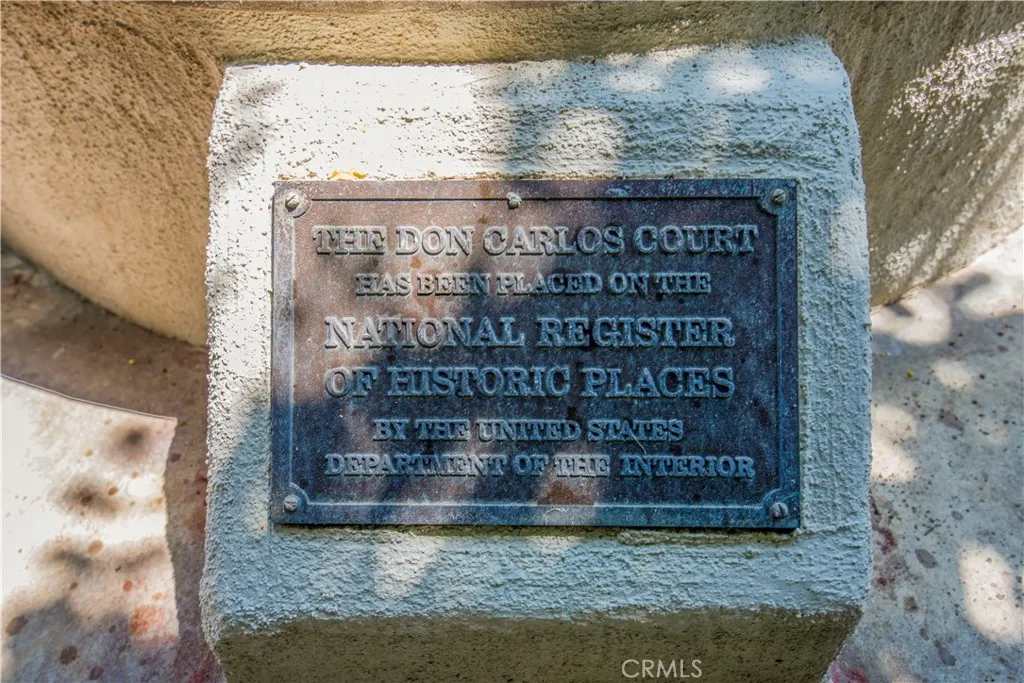 THE DON CARLOS COURT
HAS BEEN PLACED ON THE
NATIONAL REGISTER
OF HISTORIC PLACES
BY THE UNITED STATES
DEPARTMENT OF THE INTERIOR
CRMLS